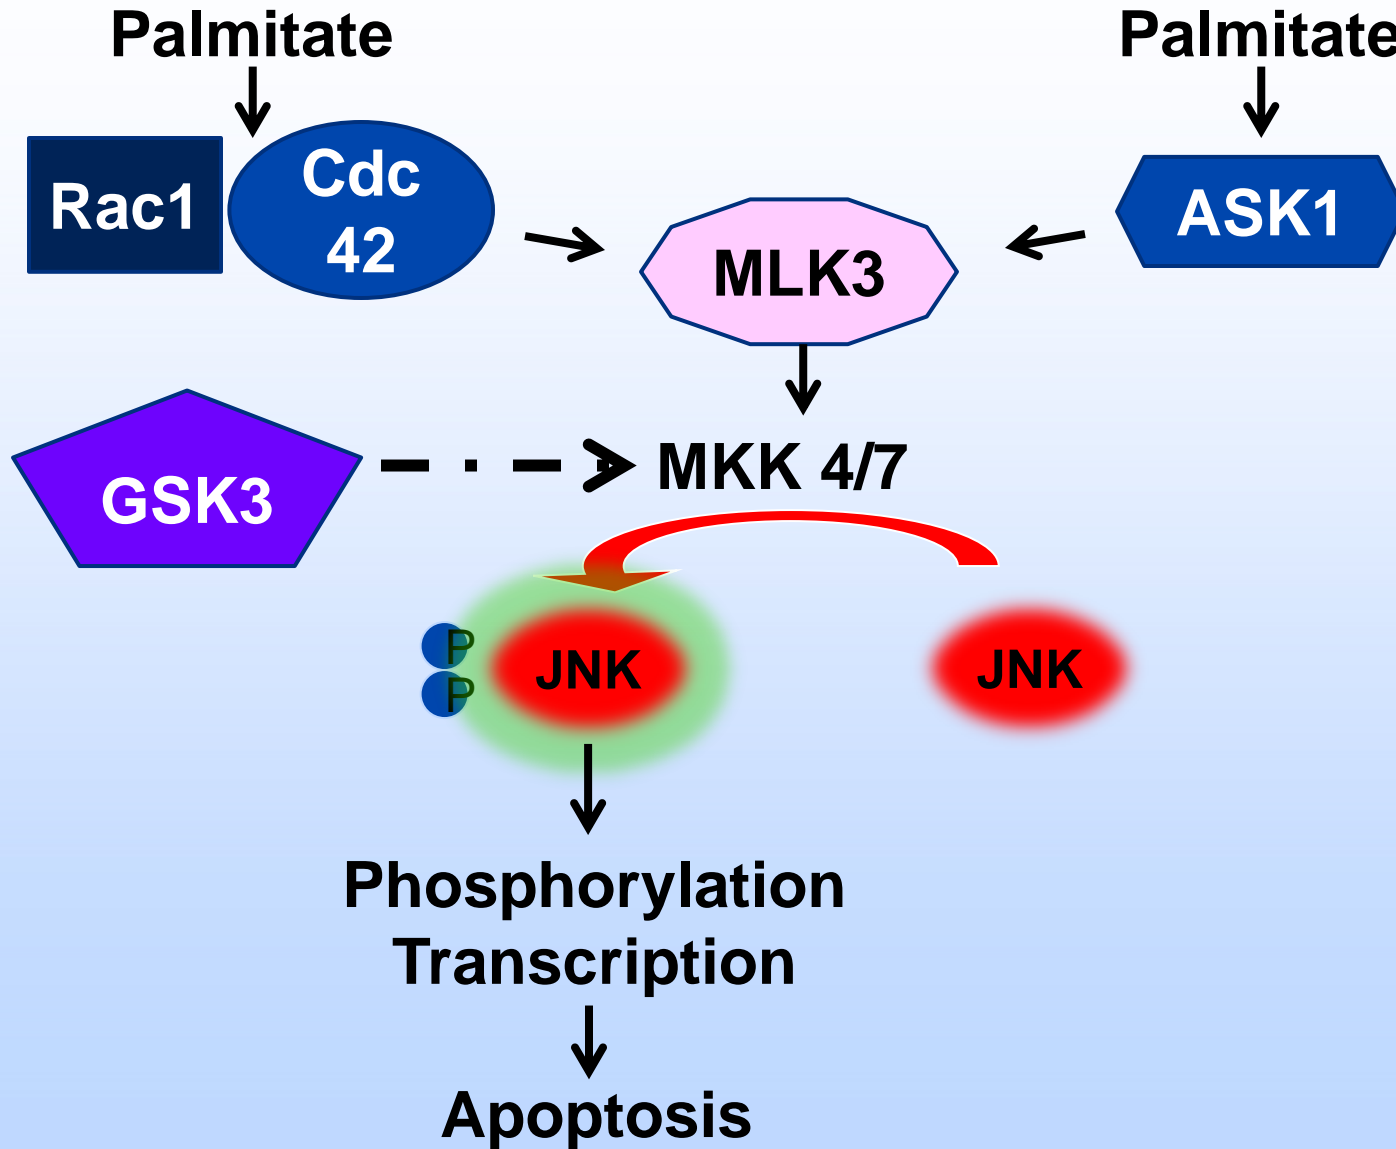 Palmitate
Palmitate
Rac1
Cdc
42
MLK3
ASK1
GSK3
MKK 4/7
P
P
JNK
JNK
Phosphorylation
Transcription
Apoptosis